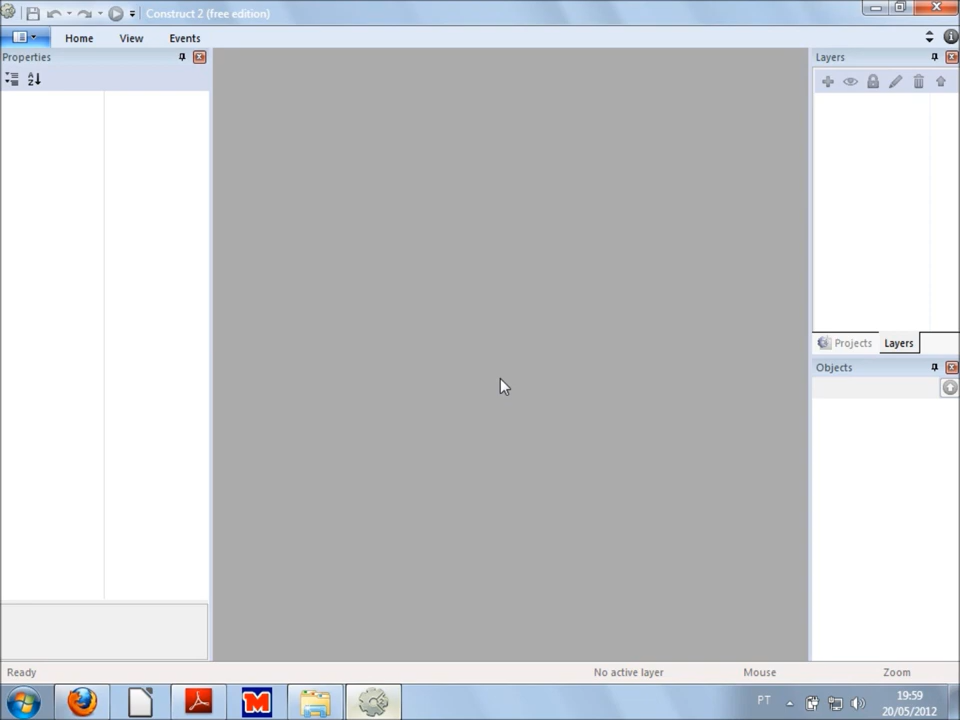 Construct 2 (free edition)
Home View Events
Properties
Layers
Projects Layers
Objects
Ready No active layer Mouse Zoom
PT 19:59
20/05/2012